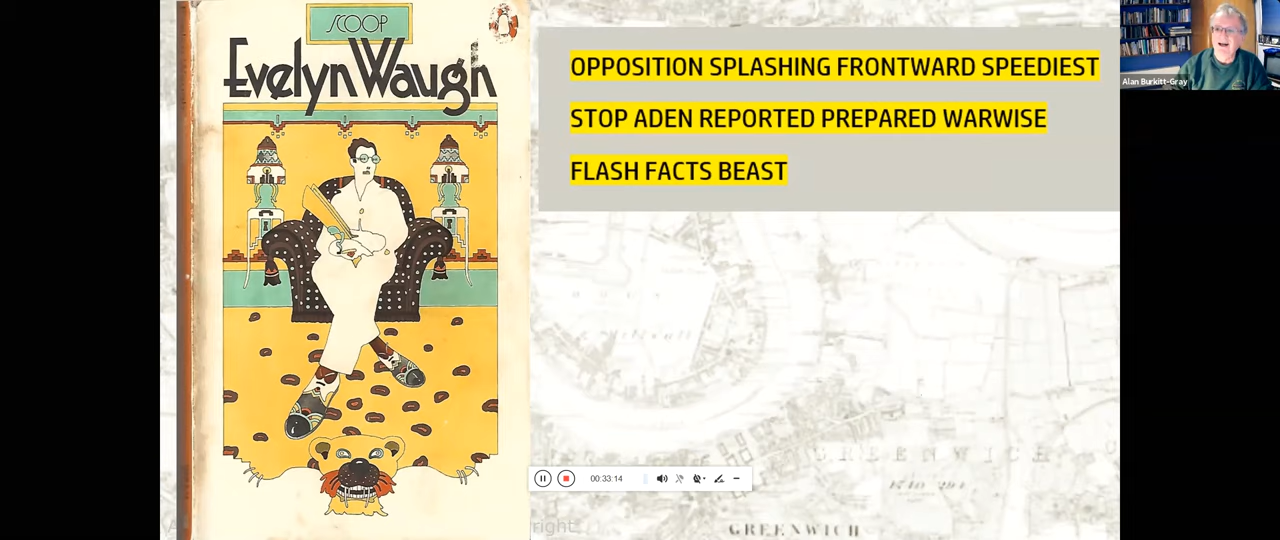 SCOOP
Evelyn Waugh
OPPOSITION SPLASHING FRONTWARD SPEEDIEST
STOP ADEN REPORTED PREPARED WARWISE
FLASH FACTS BEAST
Alan Burkitt-Gray
00:33:14
right
GREENWICH
GREENWICH